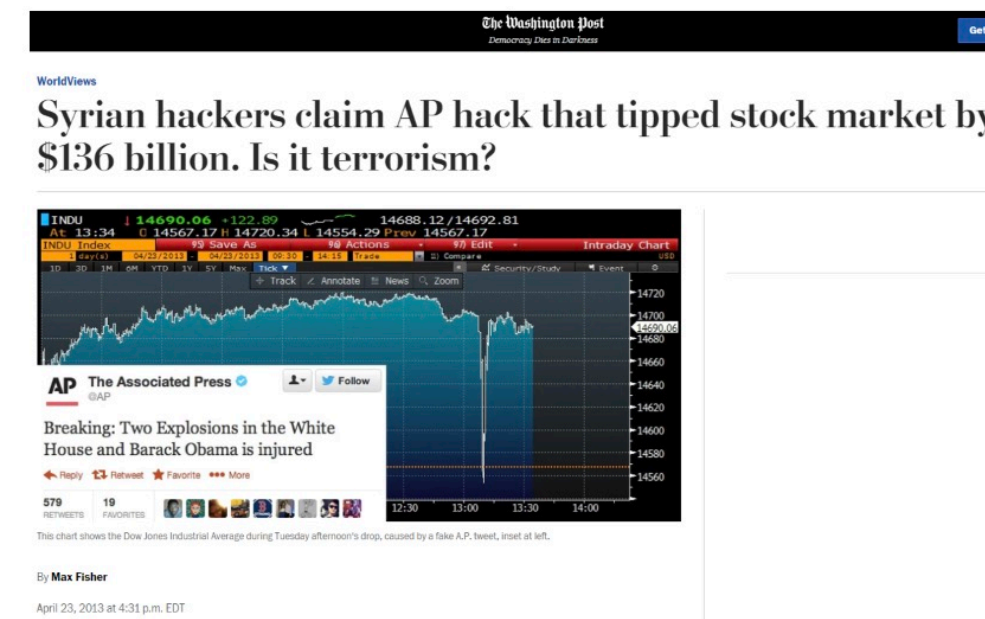 The Washington Post
Democracy Dies in Darkness
Get
WorldViews
Syrian hackers claim AP hack that tipped stock market by
$136 billion. Is it terrorism?
INDU 14690.06 +122.89 14688.12/14692.81
At 13:34 O 14567.17 H 14720.34 L 14554.29 Prev 14567.17
INDU Index 95) Save As 96) Actions 97) Edit Intraday Chart
1 day(s) 04/23/2013 - 04/23/2013 09:30 - 14:15 Trade Compare USD
1D 3D 1M 6M YTD 1Y 5Y Max Tick Security/Study Event
Track Annotate News Zoom
14720
14700
14690.06
14680
14660
14640
14620
14600
14580
14560
12:30 13:00 13:30 14:00
AP The Associated Press Follow
@AP
Breaking: Two Explosions in the White
House and Barack Obama is injured
Reply Retweet Favorite More
579 19
RETWEETS FAVORITES
This chart shows the Dow Jones Industrial Average during Tuesday afternoon's drop, caused by a fake A.P. tweet, inset at left.
By Max Fisher
April 23, 2013 at 4:31 p.m. EDT